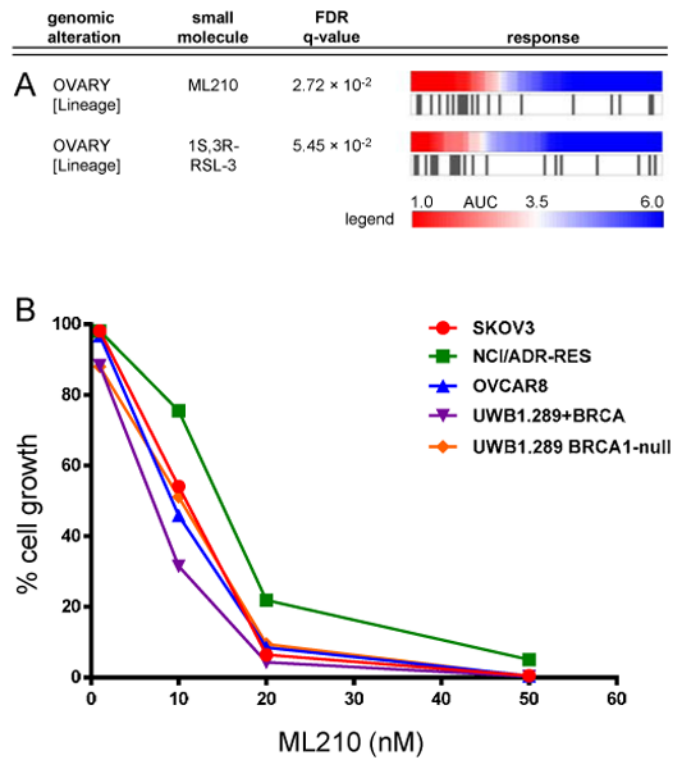 genomic alteration small molecule FDR q-value response
A
OVARY [Lineage] ML210 2.72 × 10-2
OVARY [Lineage] 1S,3R-RSL-3 5.45 × 10-2
legend 1.0 AUC 3.5 6.0
B
100
80
60
40
20
0
% cell growth
0 10 20 30 40 50 60
ML210 (nM)
SKOV3
NCI/ADR-RES
OVCAR8
UWB1.289+BRCA
UWB1.289 BRCA1-null